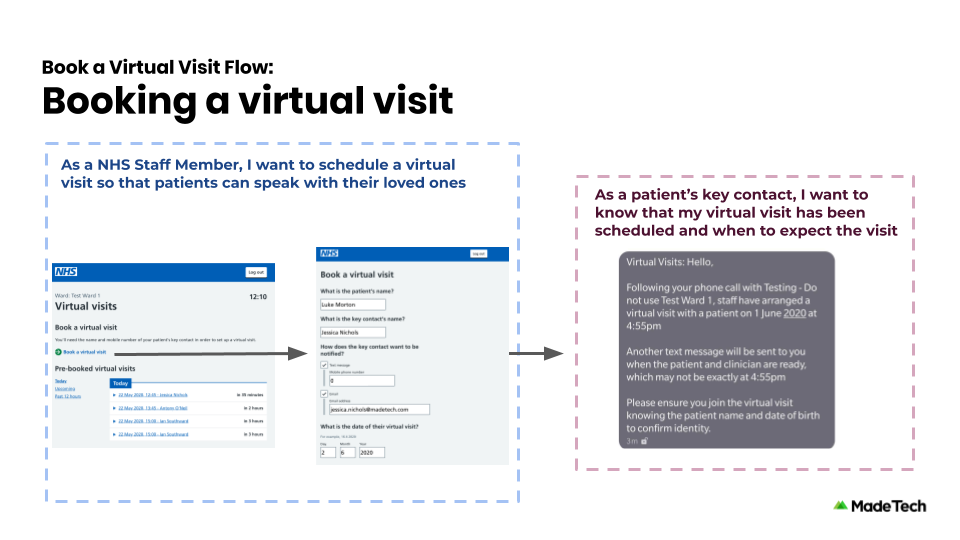 Book a Virtual Visit Flow:
Booking a virtual visit
As a NHS Staff Member, I want to schedule a virtual
visit so that patients can speak with their loved ones
NHS
Log out
Ward: Test Ward 1
12:10
Virtual visits
Book a virtual visit
You'll need the name and mobile number of your patient's key contact in order to set up a virtual visit.
Book a virtual visit
Pre-booked virtual visits
Today
Upcoming
Past 12 hours
Today
22 May 2020, 12:45 - Jessica Nichols
in 35 minutes
22 May 2020, 13:45 - Antony O'Neil
in 2 hours
22 May 2020, 15:00 - Jan Southward
in 3 hours
22 May 2020, 15:00 - Jan Southward
in 3 hours
NHS
Log out
Book a virtual visit
What is the patient's name?
Luke Morton
What is the key contact's name?
Jessica Nichols
How does the key contact want to be
notified?
Text message
Mobile phone number
0
Email
Email address
jessica.nichols@madetech.com
What is the date of their virtual visit?
Day
Month
Year
2
6
2020
As a patient's key contact, I want to
know that my virtual visit has been
scheduled and when to expect the visit
Virtual Visits: Hello,
Following your phone call with Testing - Do
not use Test Ward 1, staff have arranged a
virtual visit with a patient on 1 June 2020 at
4:55pm
Another text message will be sent to you
when the patient and clinician are ready,
which may not be exactly at 4:55pm
Please ensure you join the virtual visit
knowing the patient name and date of birth
to confirm identity.
3m
MadeTech